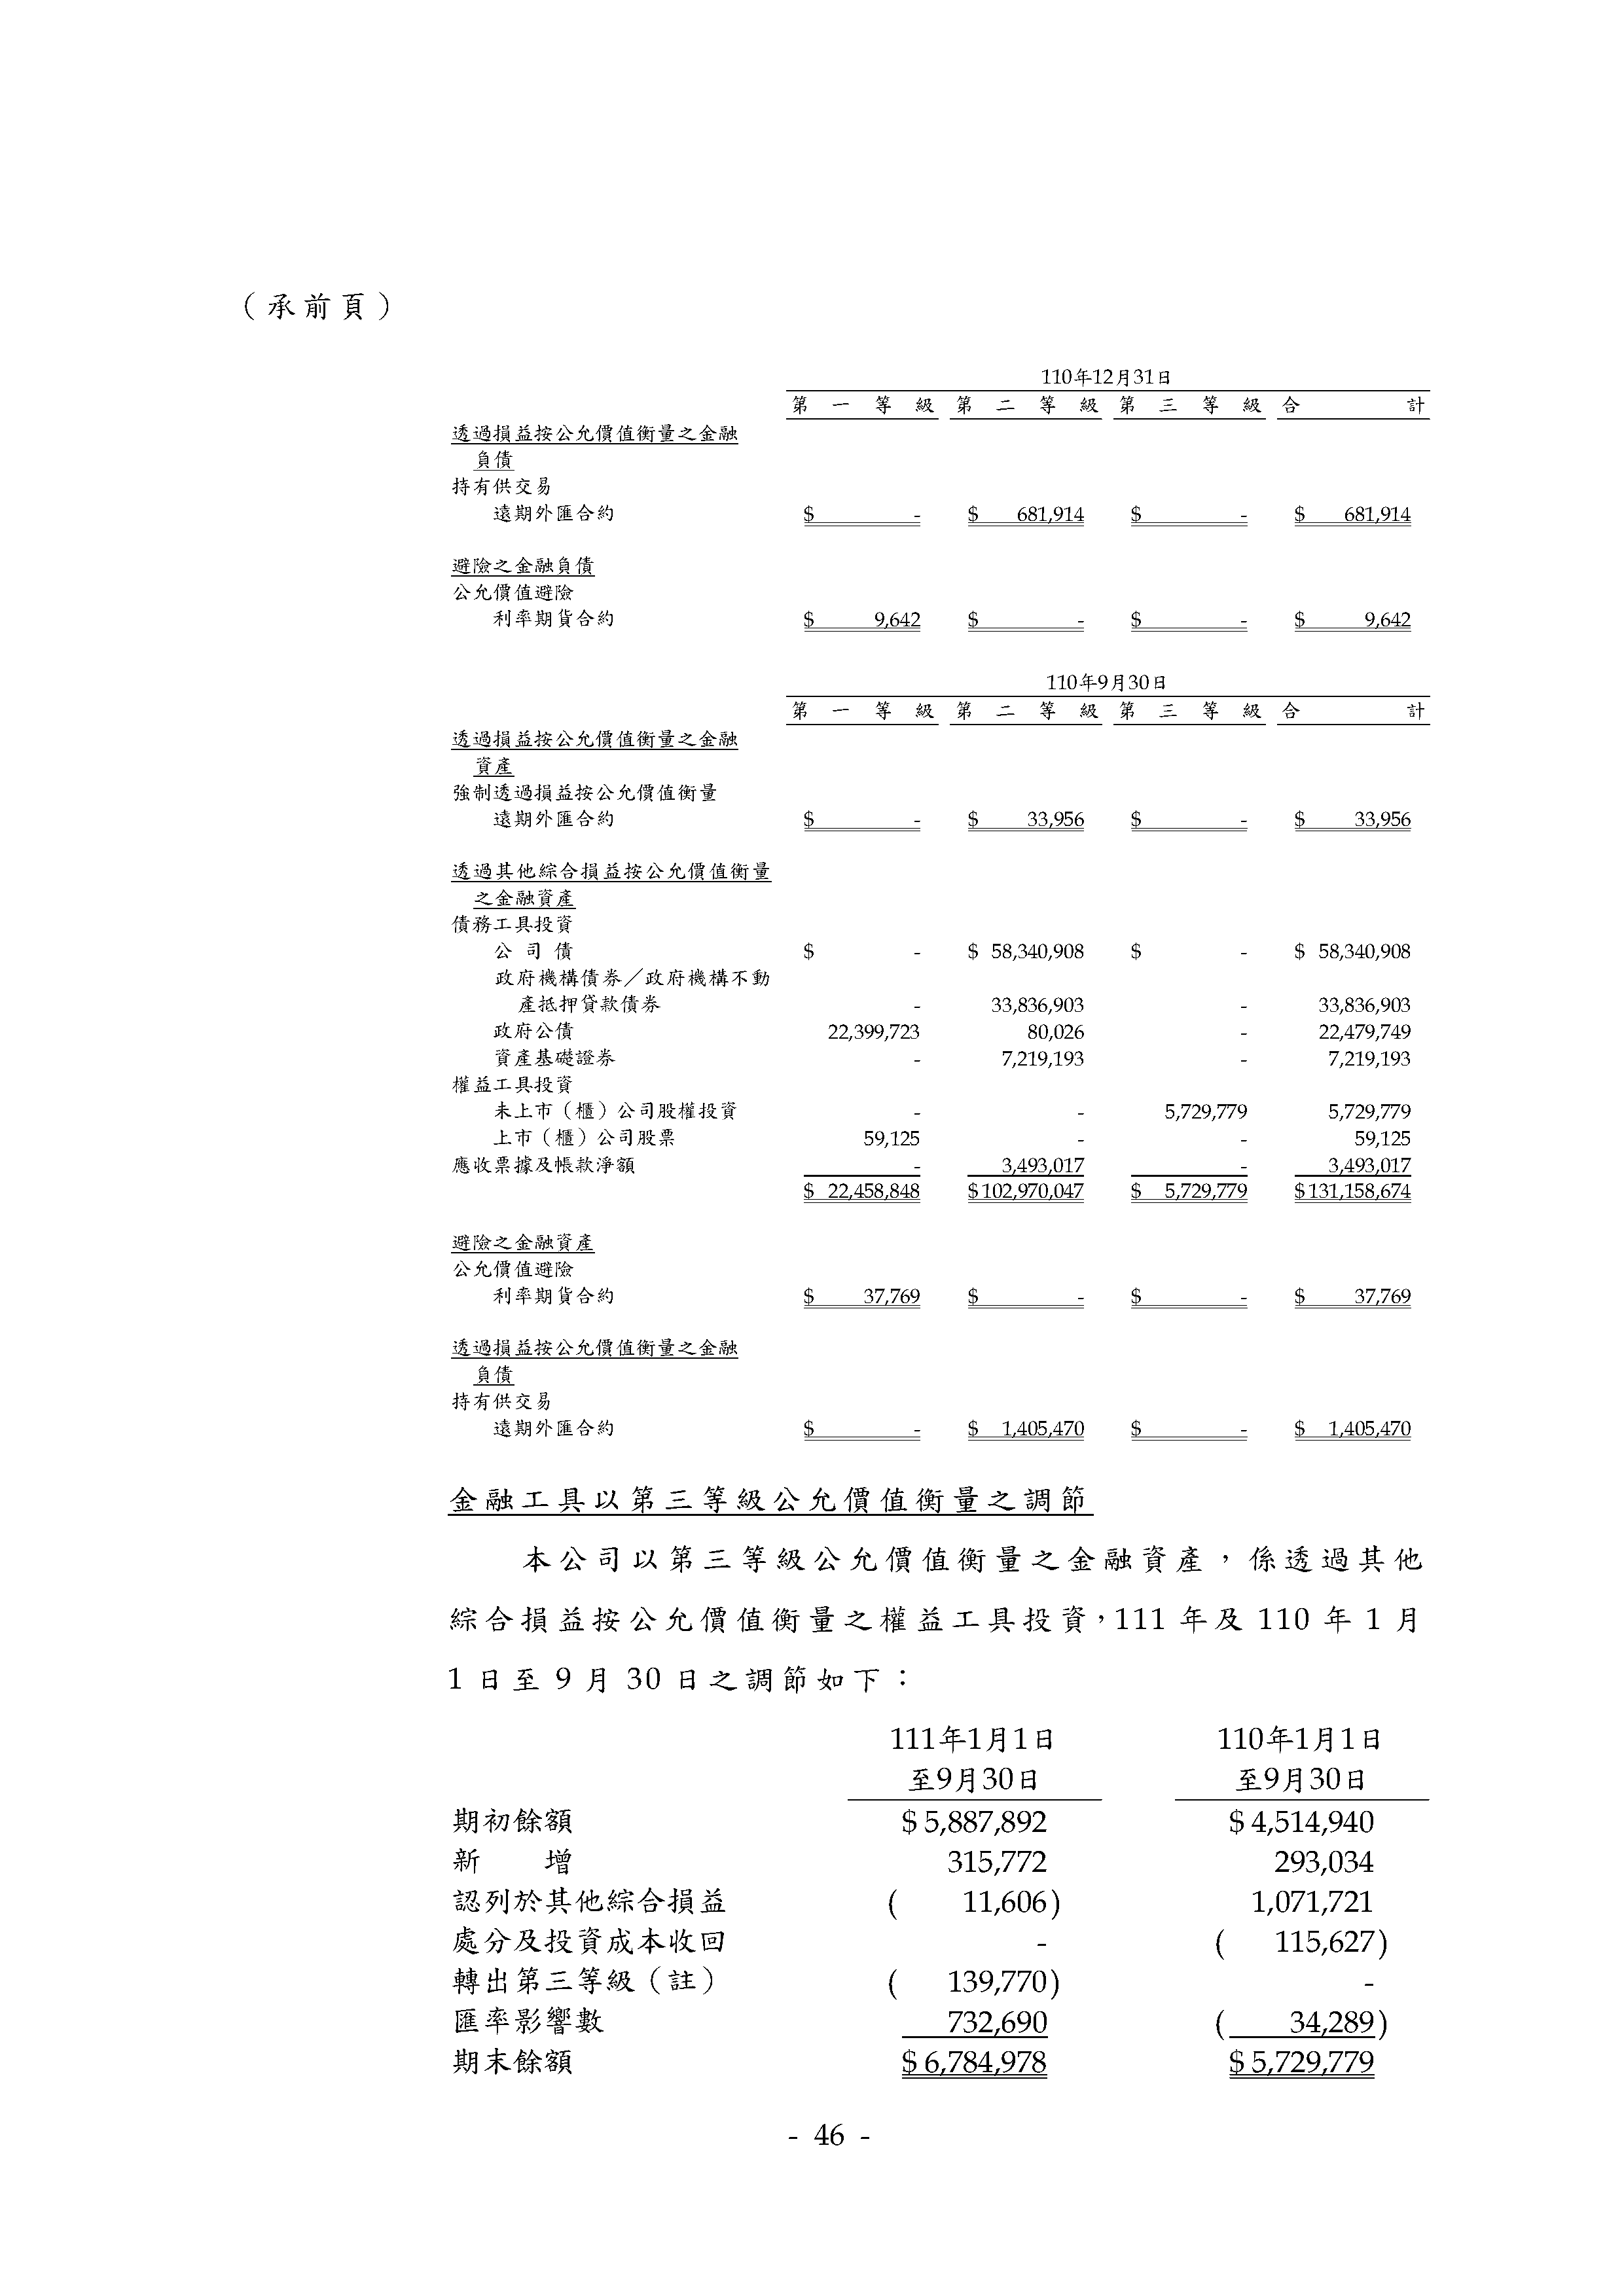 （承前頁）
110年12月31日
第一等級 第二等級 第三等級 合計
透過損益按公允價值衡量之金融
負債
持有供交易
遠期外匯合約 $ - $ 681,914 $ - $ 681,914
避險之金融負債
公允價值避險
利率期貨合約 $ 9,642 $ - $ - $ 9,642
110年9月30日
第一等級 第二等級 第三等級 合計
透過損益按公允價值衡量之金融
資產
強制透過損益按公允價值衡量
遠期外匯合約 $ - $ 33,956 $ - $ 33,956
透過其他綜合損益按公允價值衡量
之金融資產
債務工具投資
公司債 $ - $ 58,340,908 $ - $ 58,340,908
政府機構債券／政府機構不動
產抵押貸款債券 - 33,836,903 - 33,836,903
政府公債 22,399,723 80,026 - 22,479,749
資產基礎證券 - 7,219,193 - 7,219,193
權益工具投資
未上市（櫃）公司股權投資 - - 5,729,779 5,729,779
上市（櫃）公司股票 59,125 - - 59,125
應收票據及帳款淨額 - 3,493,017 - 3,493,017
$ 22,458,848 $ 102,970,047 $ 5,729,779 $ 131,158,674
避險之金融資產
公允價值避險
利率期貨合約 $ 37,769 $ - $ - $ 37,769
透過損益按公允價值衡量之金融
負債
持有供交易
遠期外匯合約 $ - $ 1,405,470 $ - $ 1,405,470
金融工具以第三等級公允價值衡量之調節
本公司以第三等級公允價值衡量之金融資產，係透過其他
綜合損益按公允價值衡量之權益工具投資，111 年及 110 年 1 月
1 日至 9 月 30 日之調節如下：
111年1月1日 110年1月1日
至9月30日 至9月30日
期初餘額 $ 5,887,892 $ 4,514,940
新增 315,772 293,034
認列於其他綜合損益 ( 11,606) 1,071,721
處分及投資成本收回 - ( 115,627)
轉出第三等級（註） ( 139,770) -
匯率影響數 732,690 ( 34,289)
期末餘額 $ 6,784,978 $ 5,729,779
- 46 -